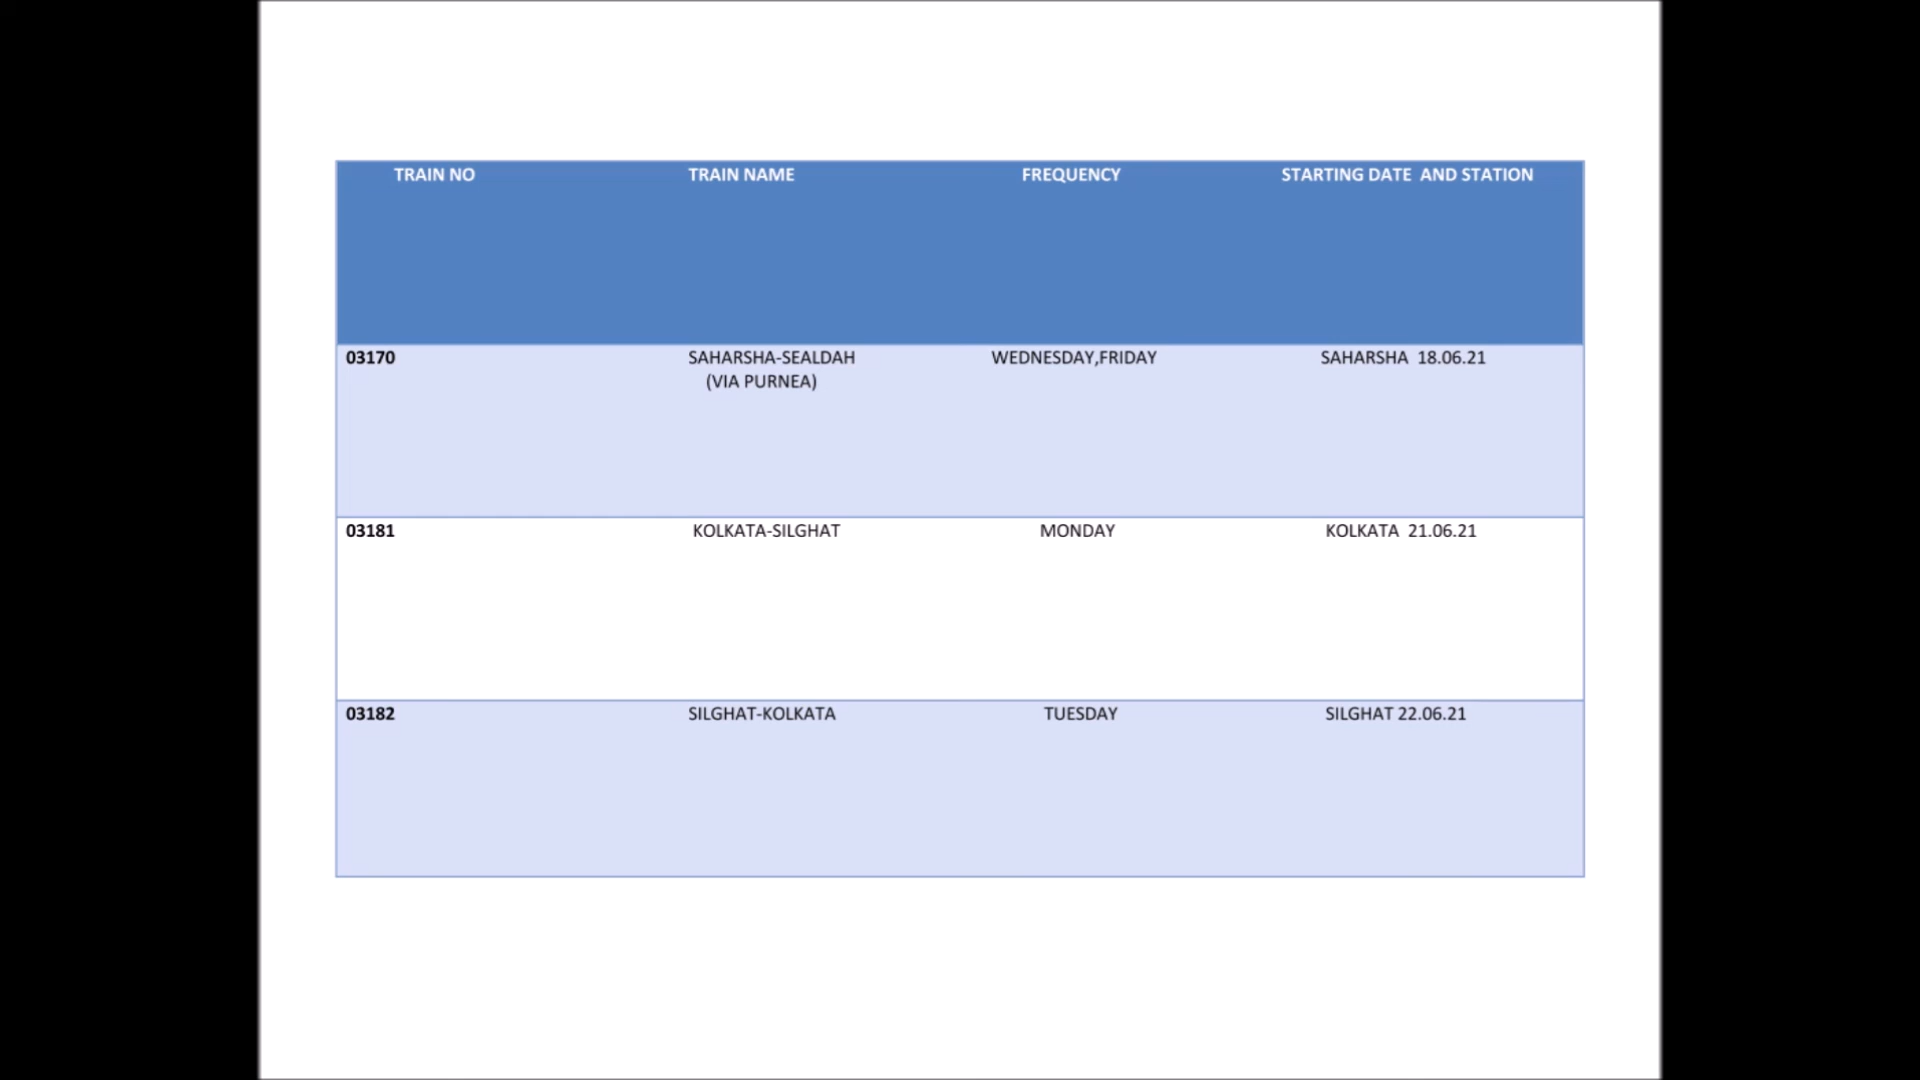 TRAIN NO TRAIN NAME FREQUENCY STARTING DATE AND STATION
03170 SAHARSHA-SEALDAH WEDNESDAY,FRIDAY SAHARSHA 18.06.21
(VIA PURNEA)
03181 KOLKATA-SILGHAT MONDAY KOLKATA 21.06.21
03182 SILGHAT-KOLKATA TUESDAY SILGHAT 22.06.21